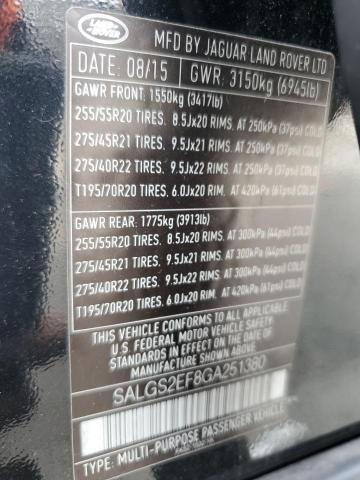 LAND
ROVER
MFD BY JAGUAR LAND ROVER LTD
DATE: 08/15 GWR: 3150kg (6945lb)
GAWR FRONT: 1550kg (3417lb)
255/55R20 TIRES. 8.5Jx20 RIMS. AT 250kPa (37psi) COLD
275/45R21 TIRES. 9.5Jx21 RIMS. AT 250kPa (37psi) COLD
275/40R22 TIRES. 9.5Jx22 RIMS. AT 250kPa (37psi) COLD
T195/70R20 TIRES. 6.0Jx20 RIM. AT 420kPa (61psi) COLD
GAWR REAR: 1775kg (3913lb)
255/55R20 TIRES. 8.5Jx20 RIMS. AT 300kPa (44psi) COLD
275/45R21 TIRES. 9.5Jx21 RIMS. AT 300kPa (44psi) COLD
275/40R22 TIRES. 9.5Jx22 RIMS. AT 300kPa (44psi) COLD
T195/70R20 TIRES. 6.0Jx20 RIM. AT 420kPa (61psi) COLD
THIS VEHICLE CONFORMS TO ALL APPLICABLE
U.S. FEDERAL MOTOR VEHICLE SAFETY
STANDARDS IN EFFECT ON THE DATE OF
MANUFACTURE SHOWN ABOVE
SALGS2EF8GA251380
TYPE: MULTI-PURPOSE PASSENGER VEHICLE